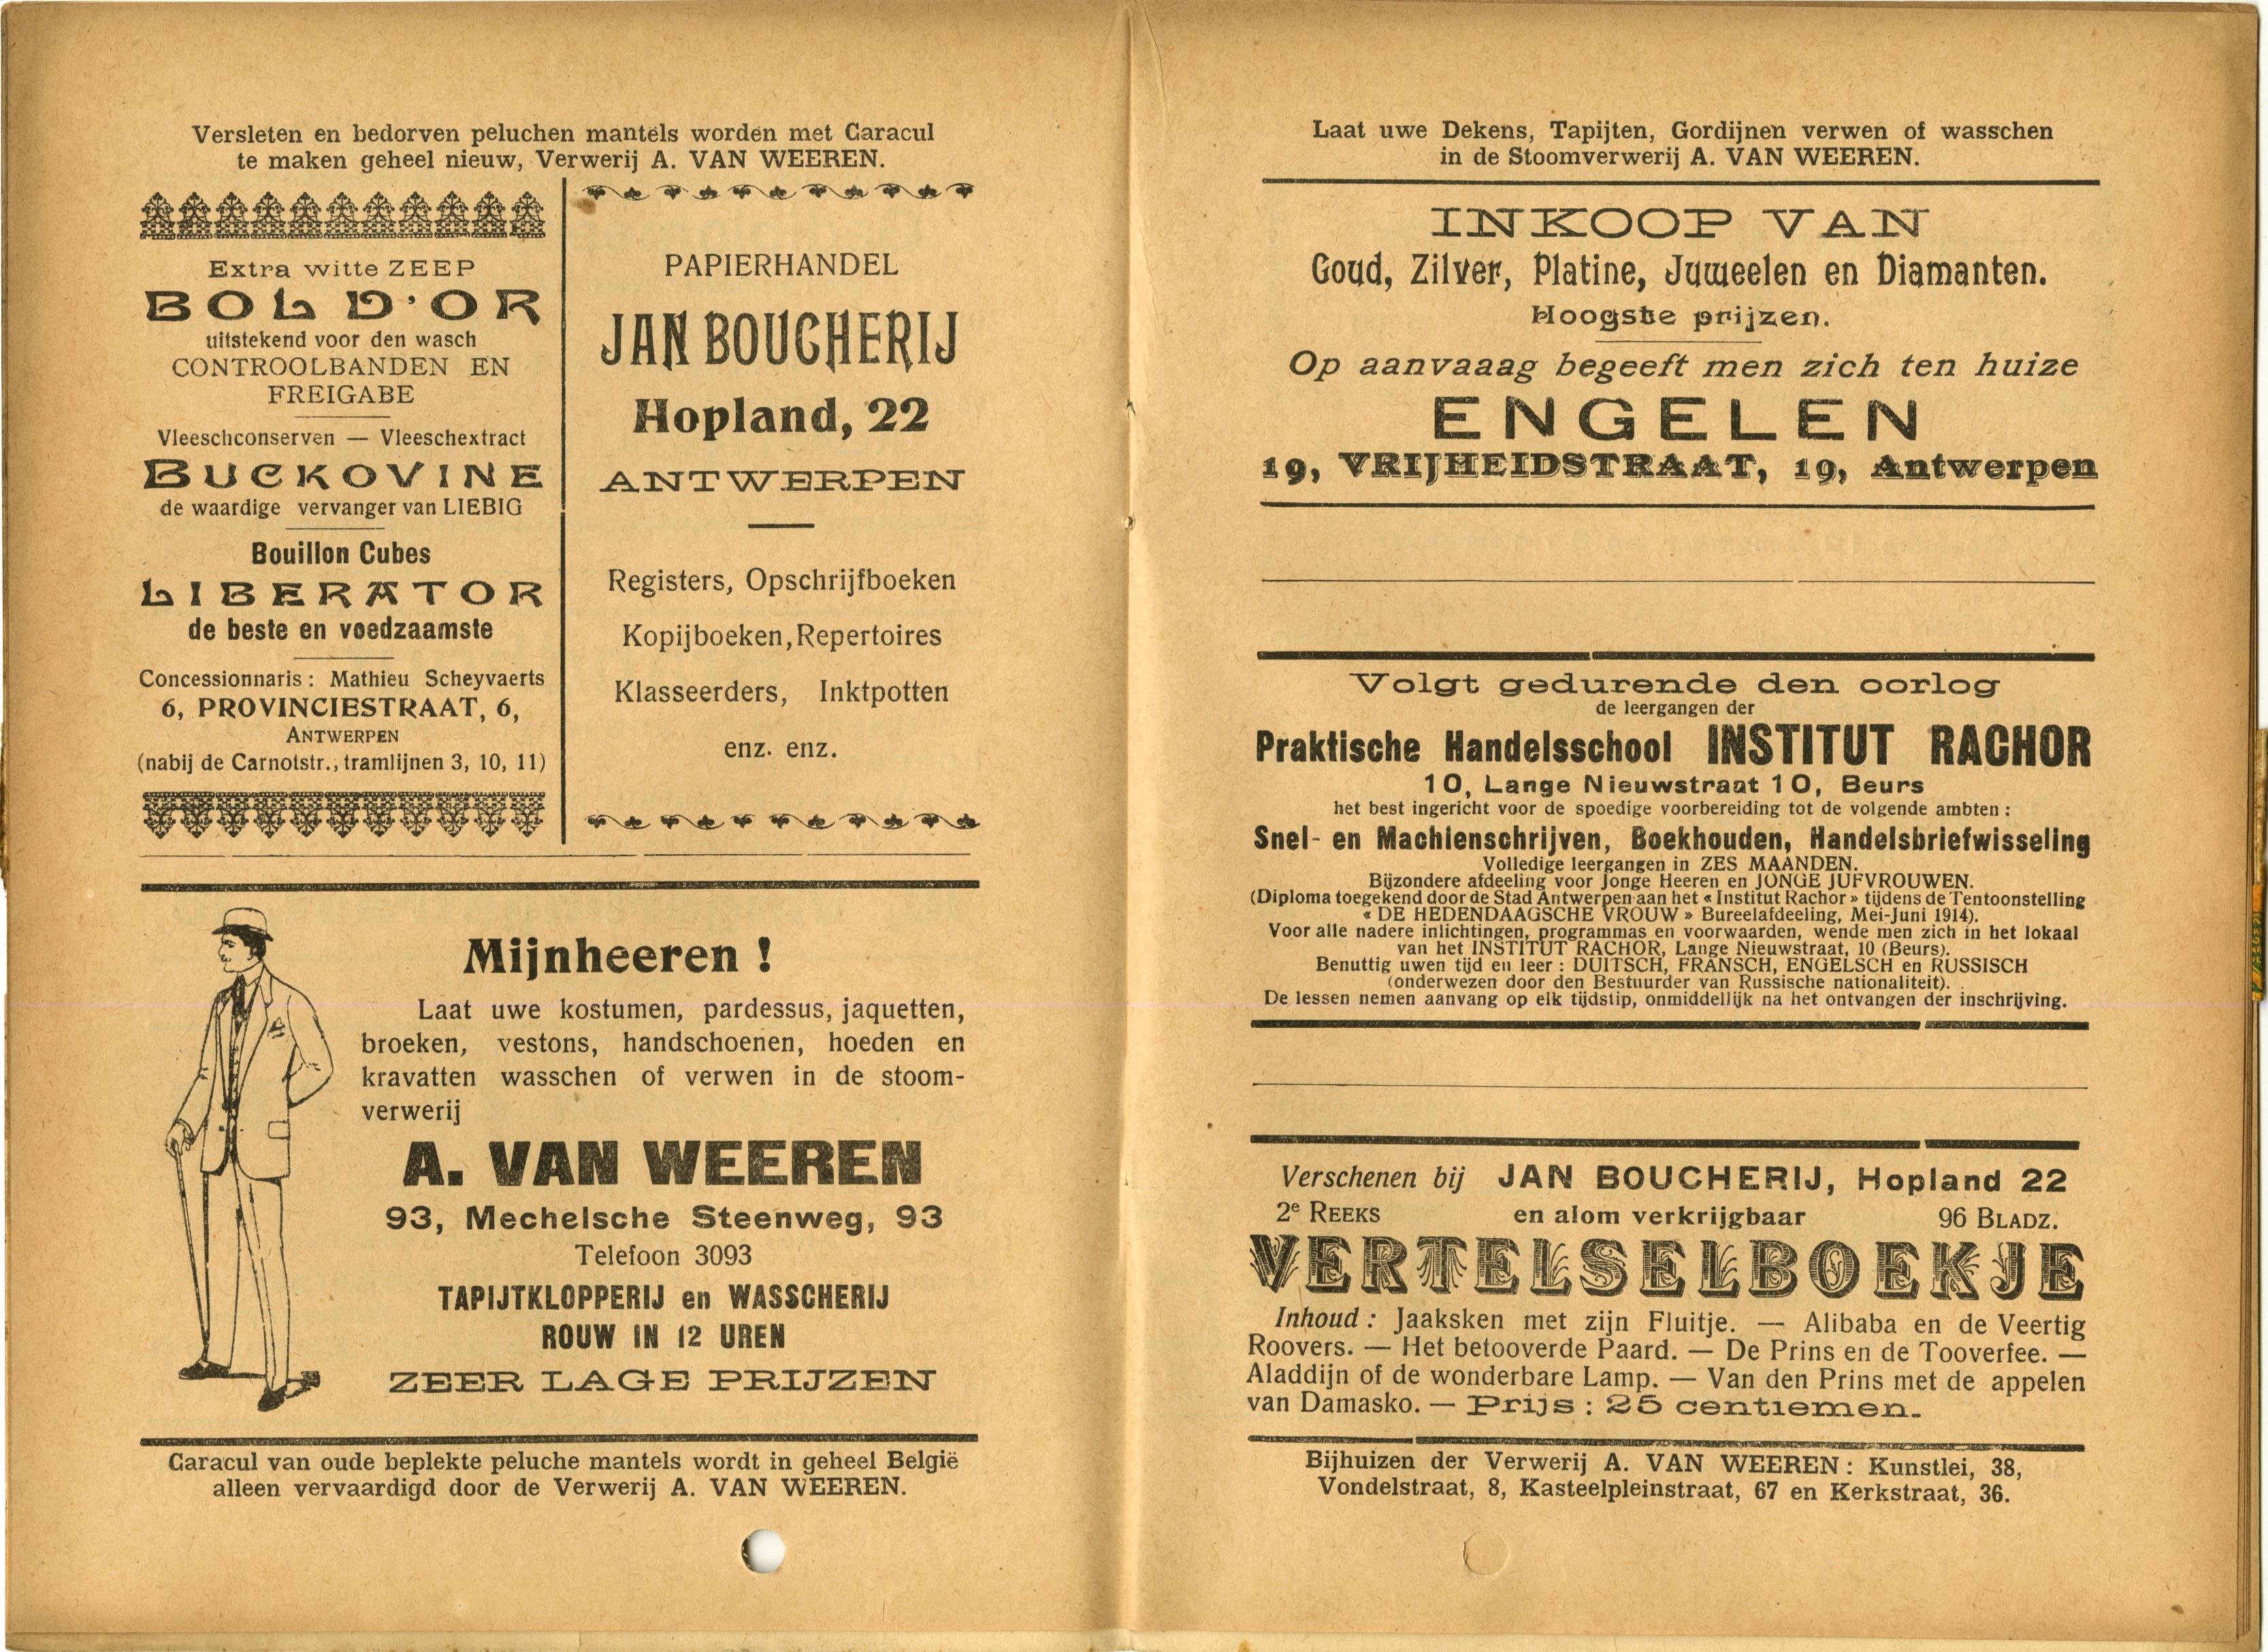 Versleten en bedorven peluchen mantels worden met Caracul
te maken geheel nieuw, Verwerij A. VAN WEEREN.
Extra witte ZEEP
BOL D'OR
uitstekend voor den wasch
CONTROOLBANDEN EN
FREIGABE
Vleeschconserven — Vleeschextract
BUCKOVINE
de waardige vervanger van LIEBIG
Bouillon Cubes
LIBERATOR
de beste en voedzaamste
Concessionnaris : Mathieu Scheyvaerts
6, PROVINCIESTRAAT, 6,
ANTWERPEN
(nabij de Carnotstr., tramlijnen 3, 10, 11)
PAPIERHANDEL
JAN BOUCHERIJ
Hopland, 22
ANTWERPEN
Registers, Opschrijfboeken
Kopijboeken, Repertoires
Klasseerders, Inktpotten
enz. enz.
Mijnheeren !
Laat uwe kostumen, pardessus, jaquetten,
broeken, vestons, handschoenen, hoeden en
kravatten wasschen of verwen in de stoom-
verwerij
A. VAN WEEREN
93, Mechelsche Steenweg, 93
Telefoon 3093
TAPIJTKLOPPERIJ en WASSCHERIJ
ROUW IN 12 UREN
ZEER LAGE PRIJZEN
Caracul van oude beplekte peluche mantels wordt in geheel België
alleen vervaardigd door de Verwerij A. VAN WEEREN.
Laat uwe Dekens, Tapijten, Gordijnen verwen of wasschen
in de Stoomverwerij A. VAN WEEREN.
INKOOP VAN
Goud, Zilver, Platine, Juweelen en Diamanten.
Hoogste prijzen.
Op aanvaaag begeeft men zich ten huize
ENGELEN
19, VRIJHEIDSTRAAT, 19, Antwerpen
Volgt gedurende den oorlog
de leergangen der
Praktische Handelsschool INSTITUT RACHOR
10, Lange Nieuwstraat 10, Beurs
het best ingericht voor de spoedige voorbereiding tot de volgende ambten :
Snel- en Machienschrijven, Boekhouden, Handelsbriefwisseling
Volledige leergangen in ZES MAANDEN.
Bijzondere afdeeling voor Jonge Heeren en JONGE JUFVROUWEN.
(Diploma toegekend door de Stad Antwerpen aan het « Institut Rachor » tijdens de Tentoonstelling
« DE HEDENDAAGSCHE VROUW » Bureelafdeeling, Mei-Juni 1914).
Voor alle nadere inlichtingen, programmas en voorwaarden, wende men zich in het lokaal
van het INSTITUT RACHOR, Lange Nieuwstraat, 10 (Beurs).
Benuttig uwen tijd en leer : DUITSCH, FRANSCH, ENGELSCH en RUSSISCH
(onderwezen door den Bestuurder van Russische nationaliteit).
De lessen nemen aanvang op elk tijdstip, onmiddellijk na het ontvangen der inschrijving.
Verschenen bij JAN BOUCHERIJ, Hopland 22
2e REEKS en alom verkrijgbaar 96 BLADZ.
VERTELSELBOEKJE
Inhoud : Jaaksken met zijn Fluitje. — Alibaba en de Veertig
Roovers. — Het betooverde Paard. — De Prins en de Tooverfee. —
Aladdijn of de wonderbare Lamp. — Van den Prins met de appelen
van Damasko. — Prijs : 25 centiemen.
Bijhuizen der Verwerij A. VAN WEEREN : Kunstlei, 38,
Vondelstraat, 8, Kasteelpleinstraat, 67 en Kerkstraat, 36.